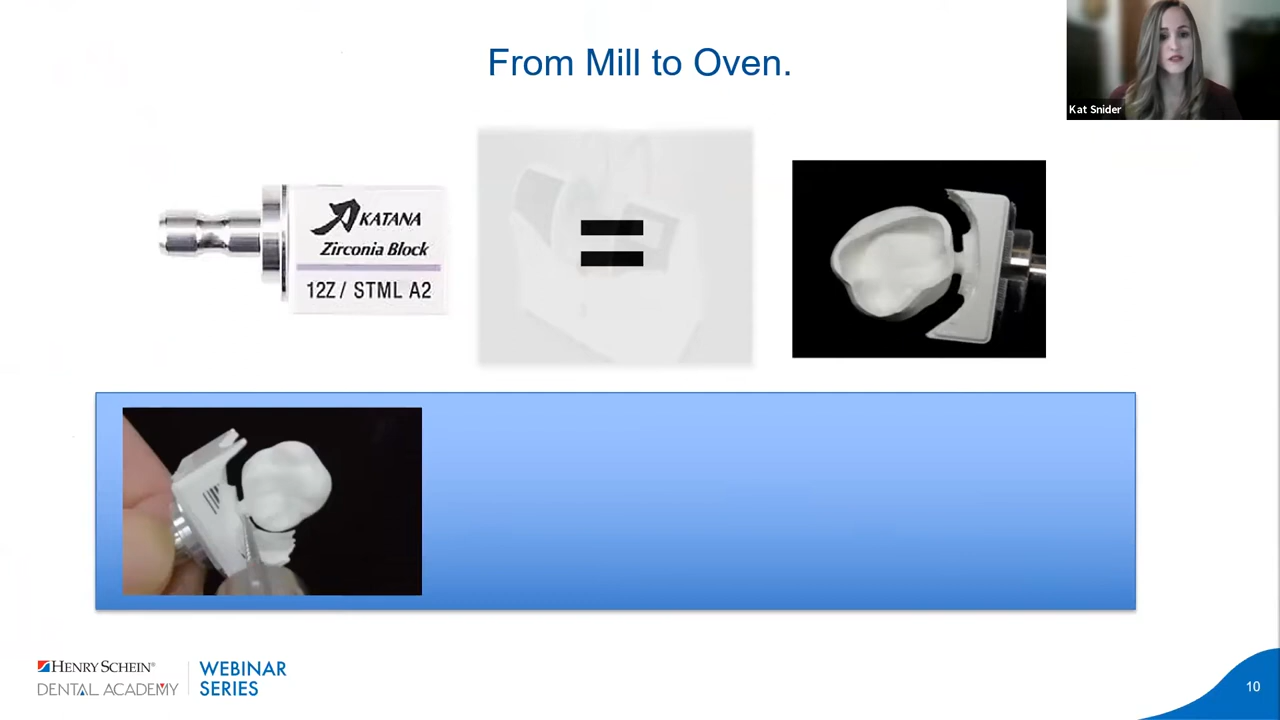 From Mill to Oven.
Kat Snider
KATANA
Zirconia Block
12Z / STML A2
=
HENRY SCHEIN®
DENTAL ACADEMY
WEBINAR
SERIES
10